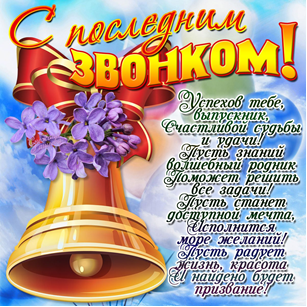 С последним
ЗВОНКОМ!
Успехов тебе,
выпускник,
Счастливой судьбы
и удачи!
Пусть знаний
волшебный родник
Поможет решить
все задачи!
Пусть станет
доступной мечта,
Исполнится
море желаний!
Пусть радует
жизнь, красота
И найдено будет
призвание!